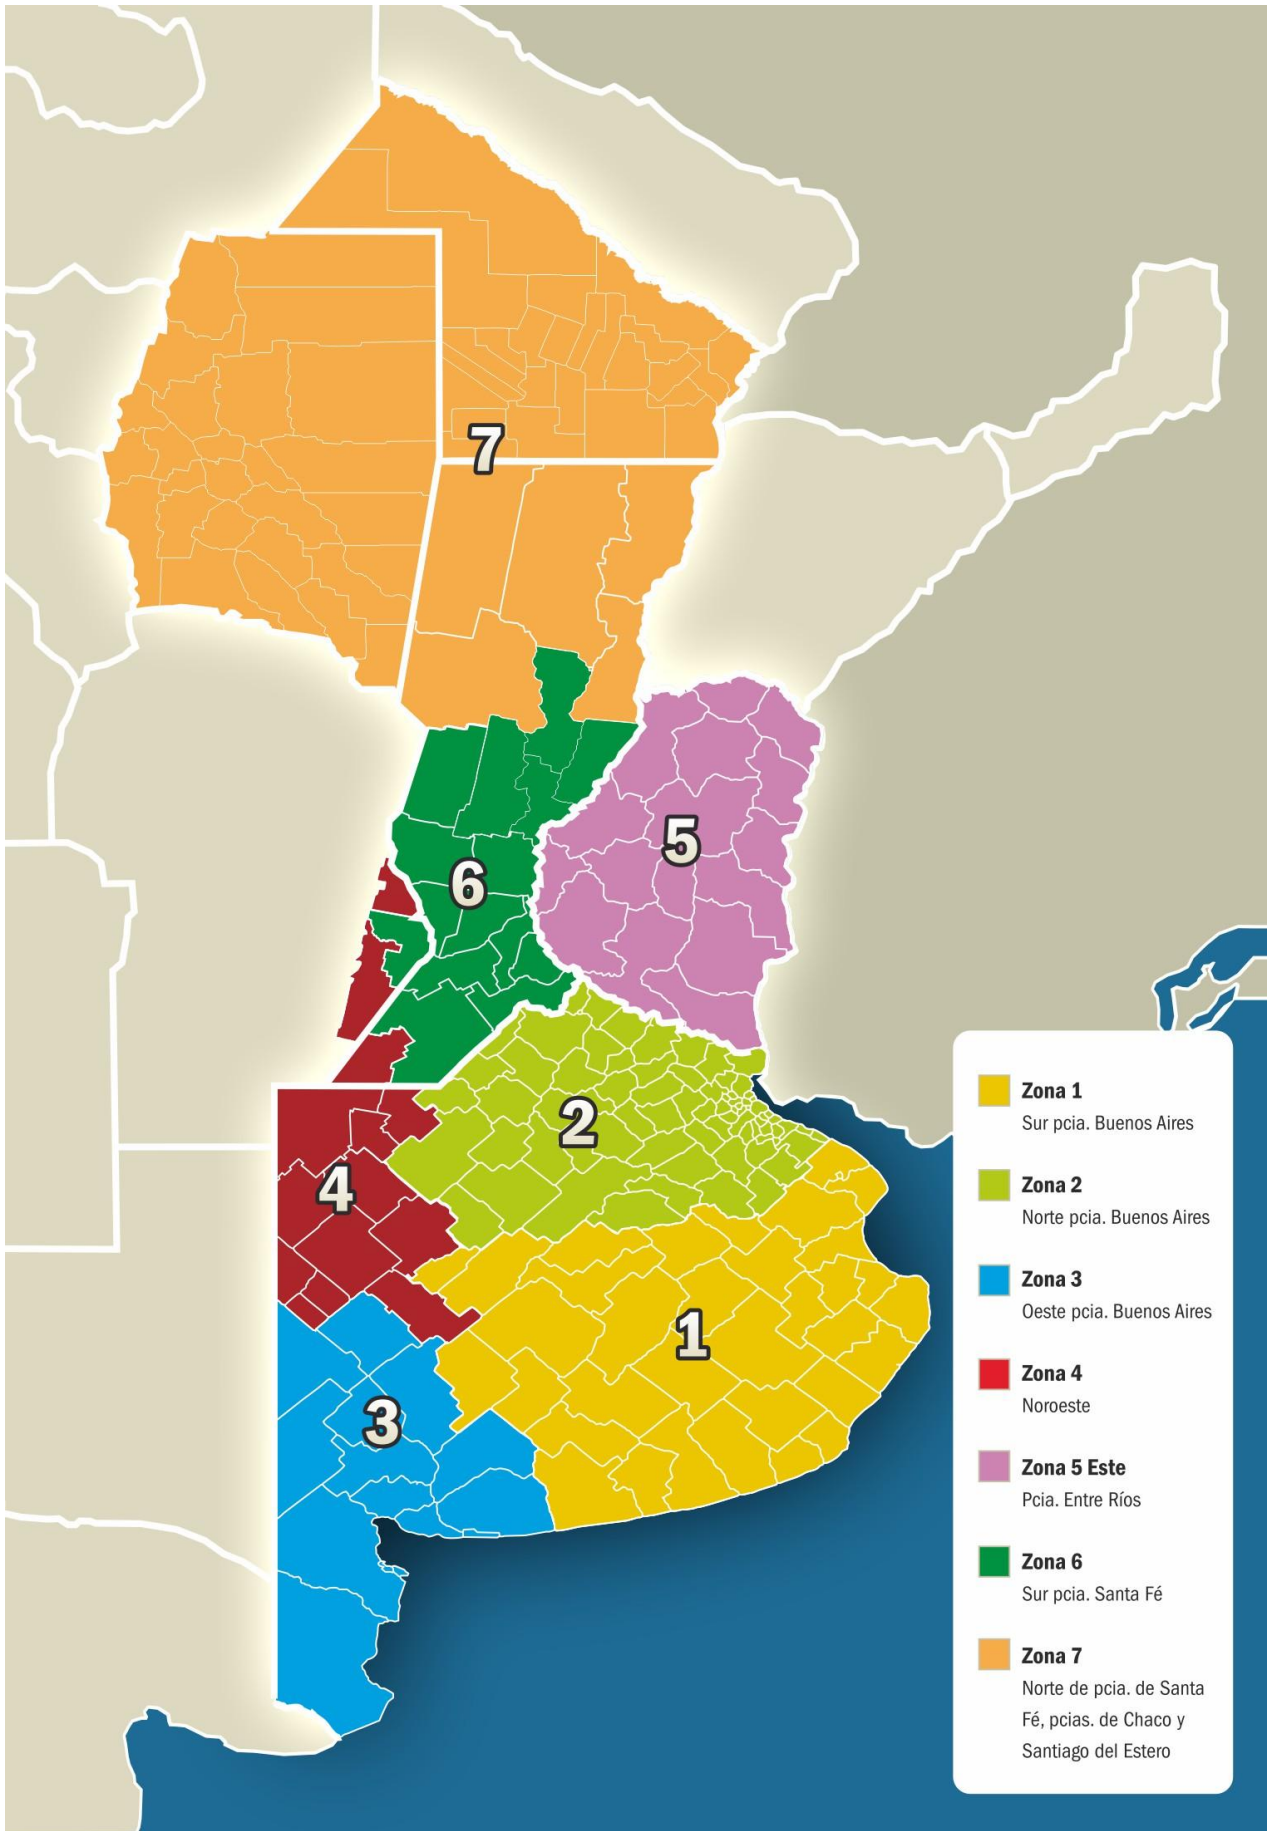 7
5
6
2
4
1
3
Zona 1
Sur pcia. Buenos Aires
Zona 2
Norte pcia. Buenos Aires
Zona 3
Oeste pcia. Buenos Aires
Zona 4
Noroeste
Zona 5 Este
Pcia. Entre Ríos
Zona 6
Sur pcia. Santa Fé
Zona 7
Norte de pcia. de Santa
Fé, pcias. de Chaco y
Santiago del Estero